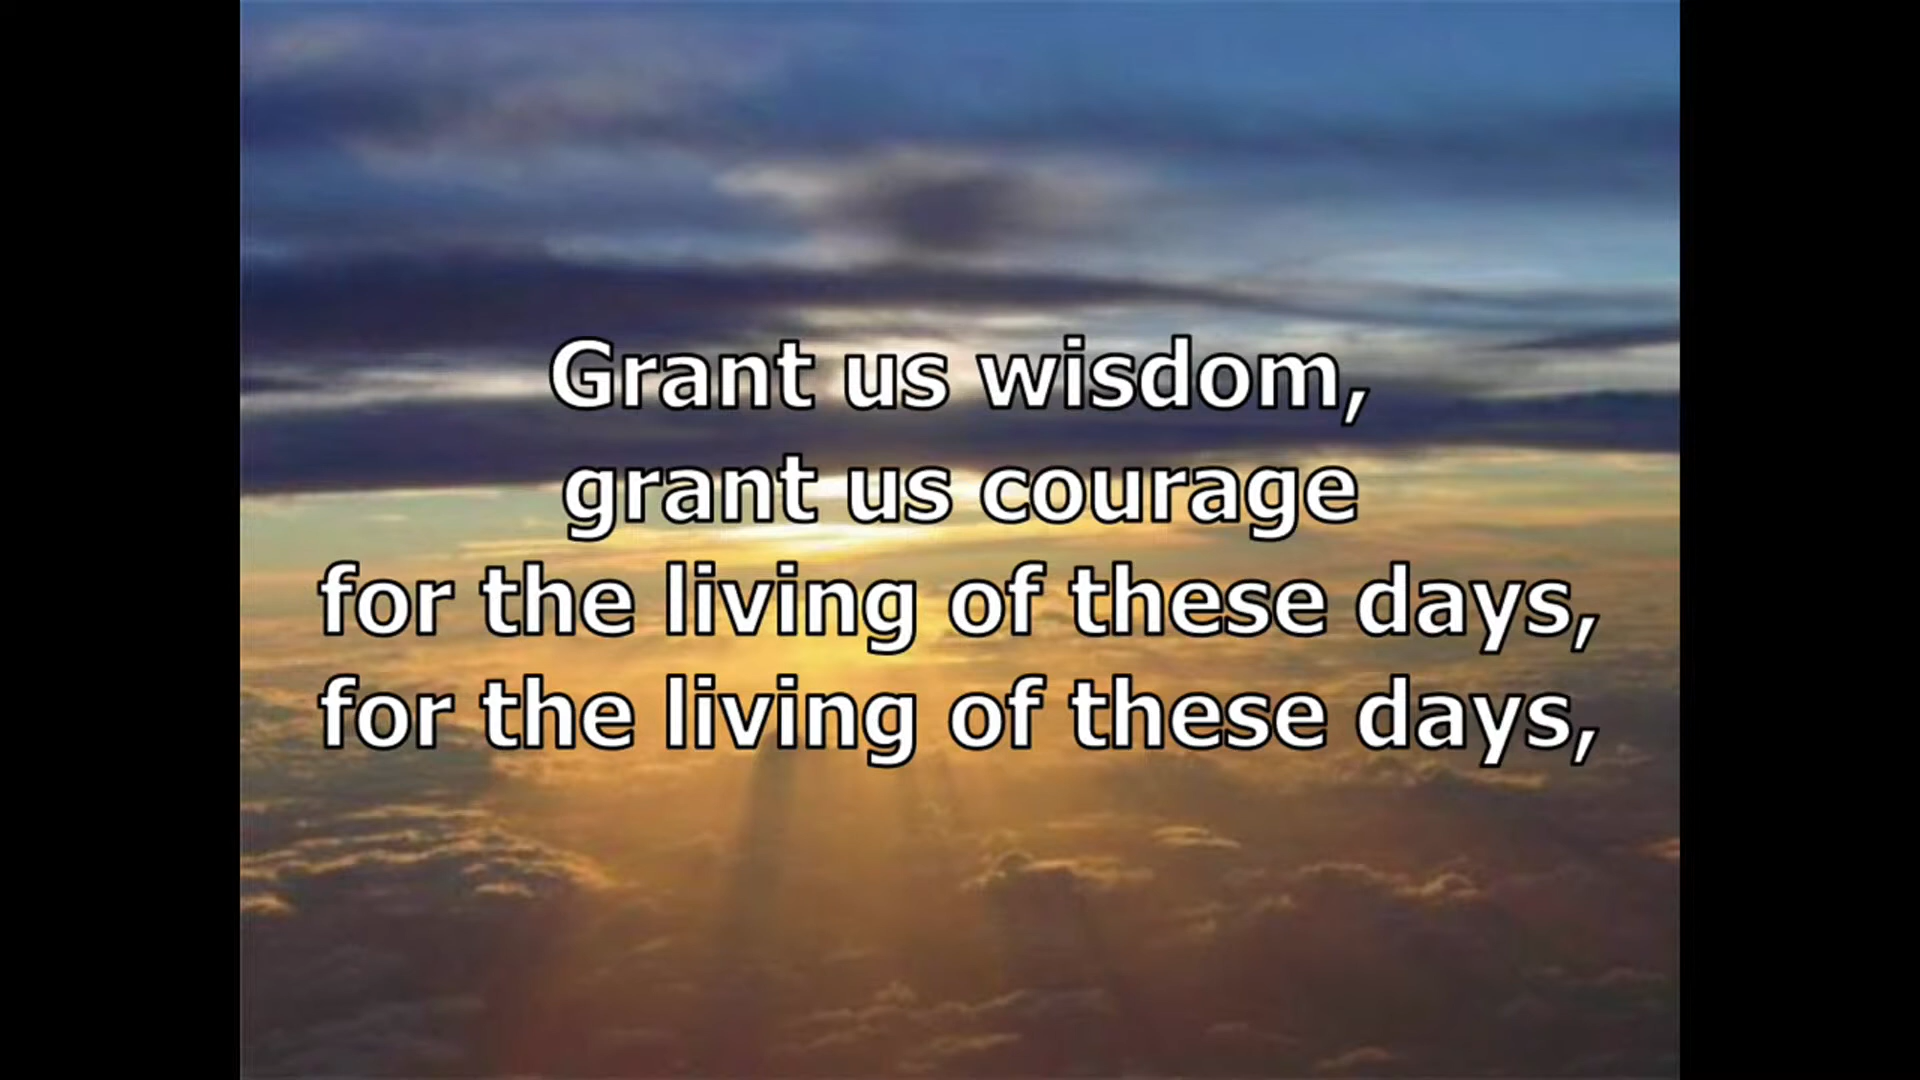 Grant us wisdom,
grant us courage
for the living of these days,
for the living of these days,